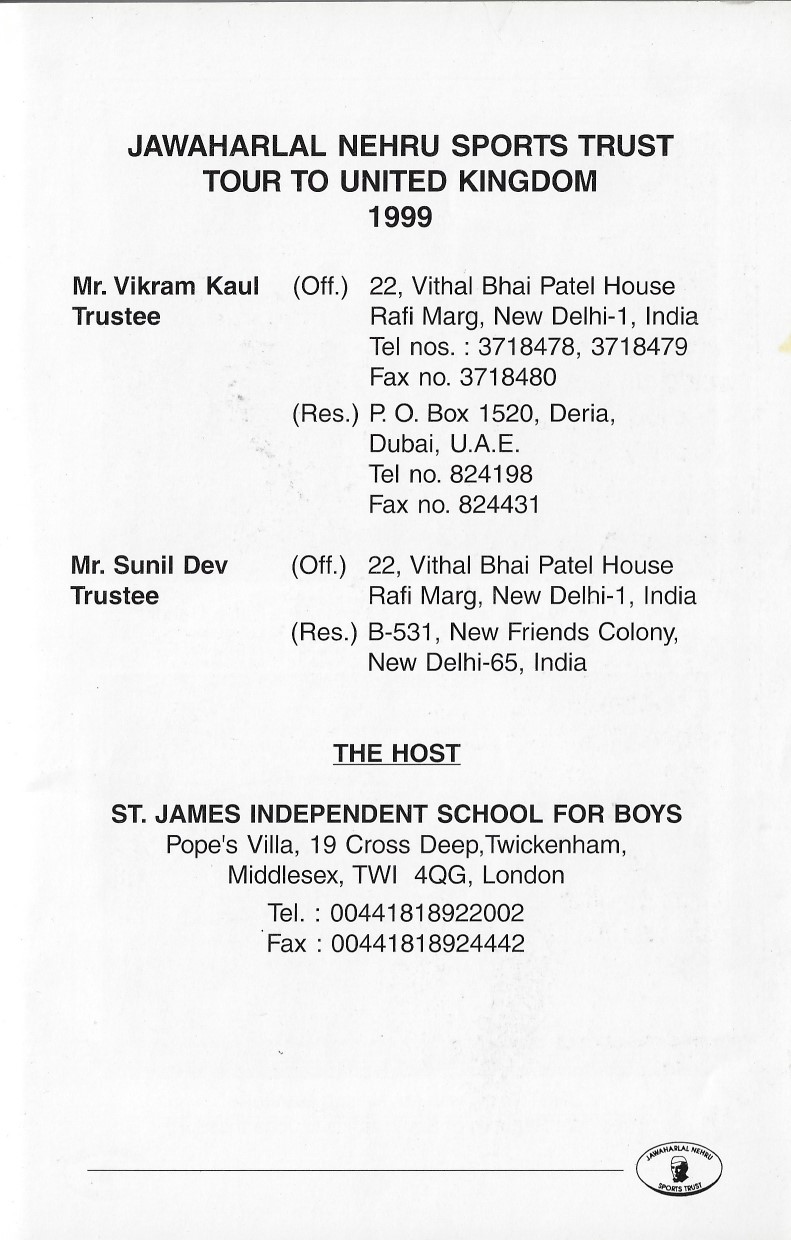 JAWAHARLAL NEHRU SPORTS TRUST
TOUR TO UNITED KINGDOM
1999
Mr. Vikram Kaul (Off.) 22, Vithal Bhai Patel House
Trustee Rafi Marg, New Delhi-1, India
Tel nos. : 3718478, 3718479
Fax no. 3718480
(Res.) P. O. Box 1520, Deria,
Dubai, U.A.E.
Tel no. 824198
Fax no. 824431
Mr. Sunil Dev (Off.) 22, Vithal Bhai Patel House
Trustee Rafi Marg, New Delhi-1, India
(Res.) B-531, New Friends Colony,
New Delhi-65, India
THE HOST
ST. JAMES INDEPENDENT SCHOOL FOR BOYS
Pope's Villa, 19 Cross Deep,Twickenham,
Middlesex, TWI 4QG, London
Tel. : 00441818922002
Fax : 00441818924442
JAWAHARLAL NEHRU
SPORTS TRUST